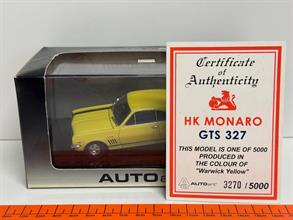 Certificate
of
Authenticity
HK MONARO
GTS 327
THIS MODEL IS ONE OF 5000
PRODUCED IN
THE COLOUR OF
"Warwick Yellow"
AUTOart
3270 / 5000
AUTOar